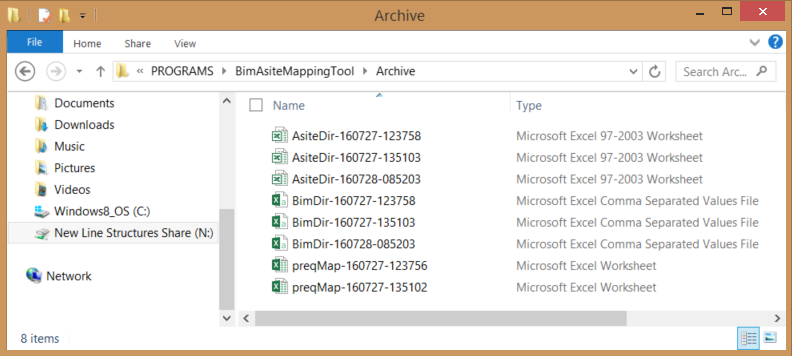 Archive
File Home Share View
« PROGRAMS BimAsiteMappingTool Archive Search Arc...
Name Type
Documents
Downloads
Music
Pictures
Videos
Windows8_OS (C:)
New Line Structures Share (N:)
Network
AsiteDir-160727-123758 Microsoft Excel 97-2003 Worksheet
AsiteDir-160727-135103 Microsoft Excel 97-2003 Worksheet
AsiteDir-160728-085203 Microsoft Excel 97-2003 Worksheet
BimDir-160727-123758 Microsoft Excel Comma Separated Values File
BimDir-160727-135103 Microsoft Excel Comma Separated Values File
BimDir-160728-085203 Microsoft Excel Comma Separated Values File
preqMap-160727-123756 Microsoft Excel Worksheet
preqMap-160727-135102 Microsoft Excel Worksheet
8 items